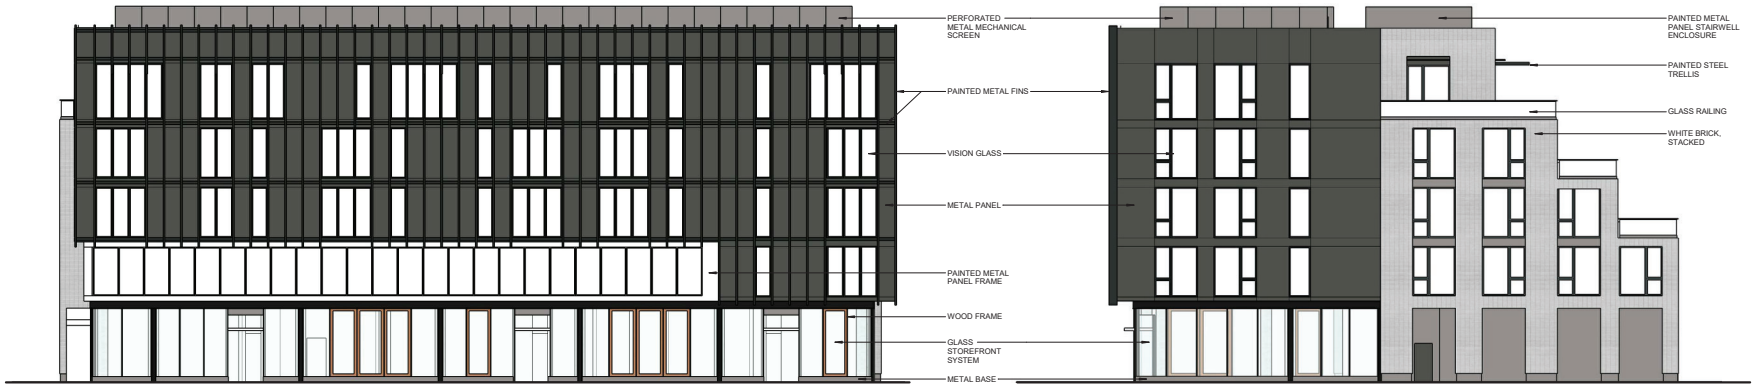 PERFORATED
METAL MECHANICAL
SCREEN
PAINTED METAL FINS
VISION GLASS
METAL PANEL
PAINTED METAL
PANEL FRAME
WOOD FRAME
GLASS
STOREFRONT
SYSTEM
METAL BASE
PAINTED METAL
PANEL STAIRWELL
ENCLOSURE
PAINTED STEEL
TRELLIS
GLASS RAILING
WHITE BRICK,
STACKED